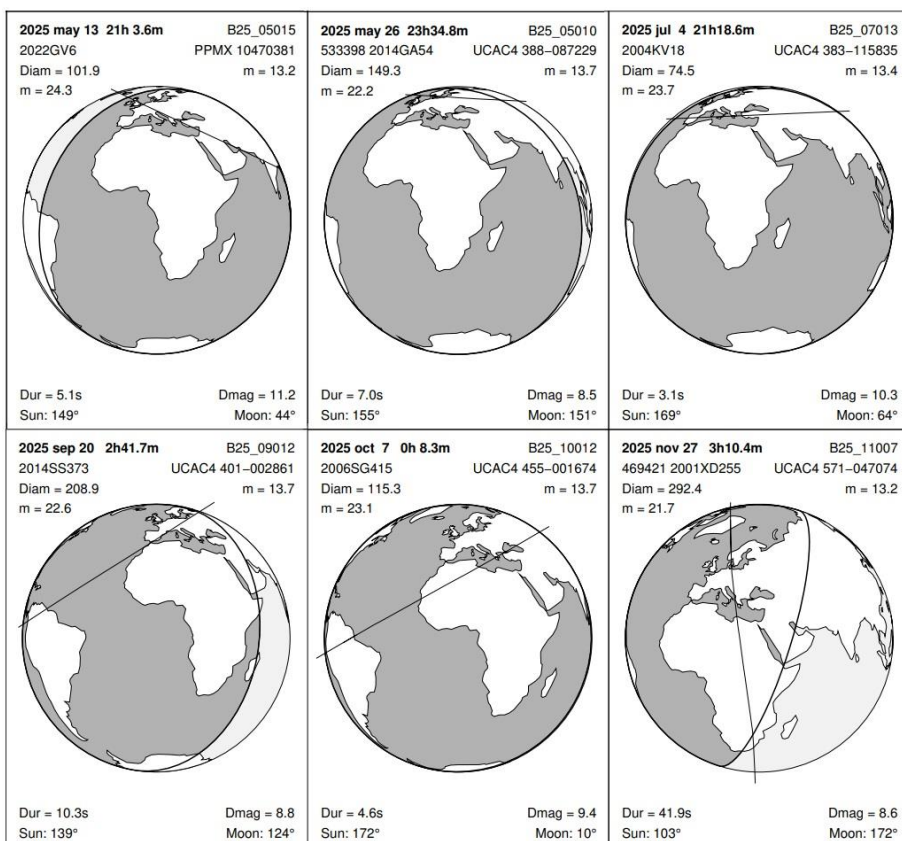 2025 may 13 21h 3.6m B25_05015
2022GV6 PPMX 10470381
Diam = 101.9 m = 13.2
m = 24.3
Dur = 5.1s Dmag = 11.2
Sun: 149° Moon: 44°
2025 may 26 23h34.8m B25_05010
533398 2014GA54 UCAC4 388−087229
Diam = 149.3 m = 13.7
m = 22.2
Dur = 7.0s Dmag = 8.5
Sun: 155° Moon: 151°
2025 jul 4 21h18.6m B25_07013
2004KV18 UCAC4 383−115835
Diam = 74.5 m = 13.4
m = 23.7
Dur = 3.1s Dmag = 10.3
Sun: 169° Moon: 64°
2025 sep 20 2h41.7m B25_09012
2014SS373 UCAC4 401−002861
Diam = 208.9 m = 13.7
m = 22.6
Dur = 10.3s Dmag = 8.8
Sun: 139° Moon: 124°
2025 oct 7 0h 8.3m B25_10012
2006SG415 UCAC4 455−001674
Diam = 115.3 m = 13.7
m = 23.1
Dur = 4.6s Dmag = 9.4
Sun: 172° Moon: 10°
2025 nov 27 3h10.4m B25_11007
469421 2001XD255 UCAC4 571−047074
Diam = 292.4 m = 13.2
m = 21.7
Dur = 41.9s Dmag = 8.6
Sun: 103° Moon: 172°